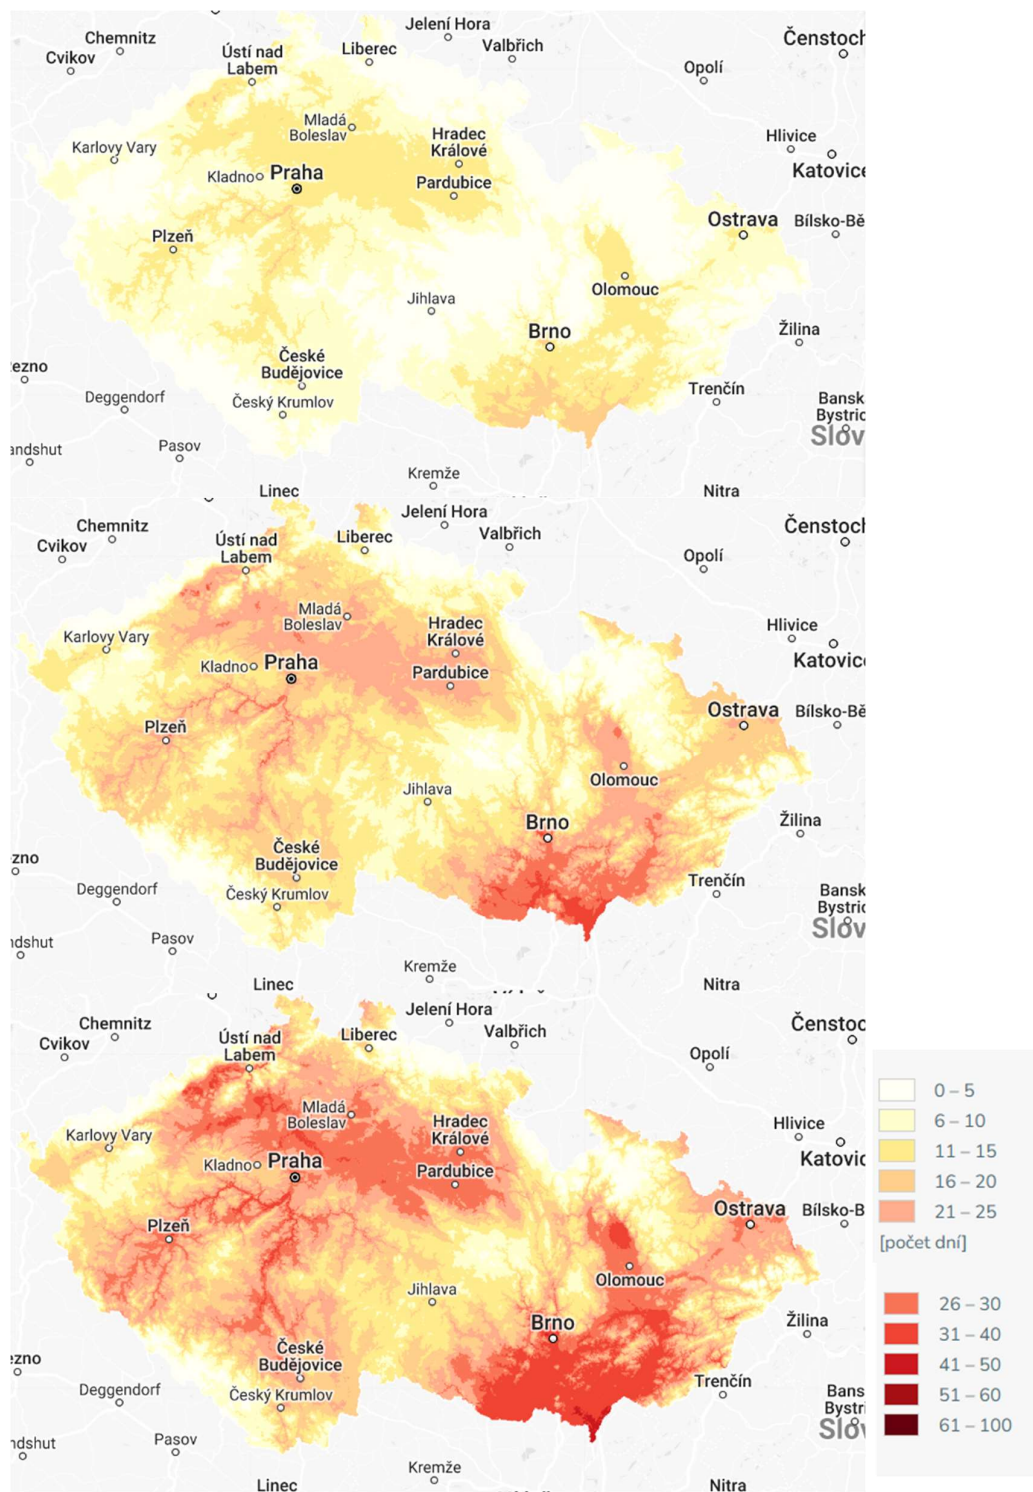 Jelení Hora
Chemnitz
Valbřich
Čenstoch
Cvikov
Ústí nad
Labem
Liberec
Opolí
Mladá
Boleslav
Hradec
Králové
Hlivice
Karlovy Vary
Katovice
Kladno
Praha
Pardubice
Ostrava
Bílsko-Bě
Plzeň
Olomouc
Jihlava
Brno
Žilina
ezno
České
Budějovice
Trenčín
Deggendorf
Český Krumlov
Bansk
Bystric
Slov
andshut
Pasov
Kremže
Linec
Nitra
Jelení Hora
Chemnitz
Valbřich
Čenstoch
Cvikov
Ústí nad
Labem
Liberec
Opolí
Mladá
Boleslav
Hradec
Králové
Hlivice
Karlovy Vary
Katovice
Kladno
Praha
Pardubice
Ostrava
Bílsko-Bě
Plzeň
Olomouc
Jihlava
Brno
Žilina
zno
České
Budějovice
Trenčín
Deggendorf
Český Krumlov
Bansk
Bystric
Slov
ndshut
Pasov
Kremže
Linec
Nitra
Jelení Hora
Chemnitz
Valbřich
Čenstoc
Cvikov
Ústí nad
Labem
Liberec
Opolí
Mladá
Boleslav
Hradec
Králové
Hlivice
Karlovy Vary
Katovic
Kladno
Praha
Pardubice
Ostrava
Bílsko-B
Plzeň
Olomouc
Jihlava
Brno
Žilina
ezno
České
Budějovice
Trenčín
Deggendorf
Český Krumlov
Bans
Bystri
Slov
ndshut
Pasov
Kremže
Linec
Nitra
0 – 5
6 – 10
11 – 15
16 – 20
21 – 25
[počet dní]
26 – 30
31 – 40
41 – 50
51 – 60
61 – 100